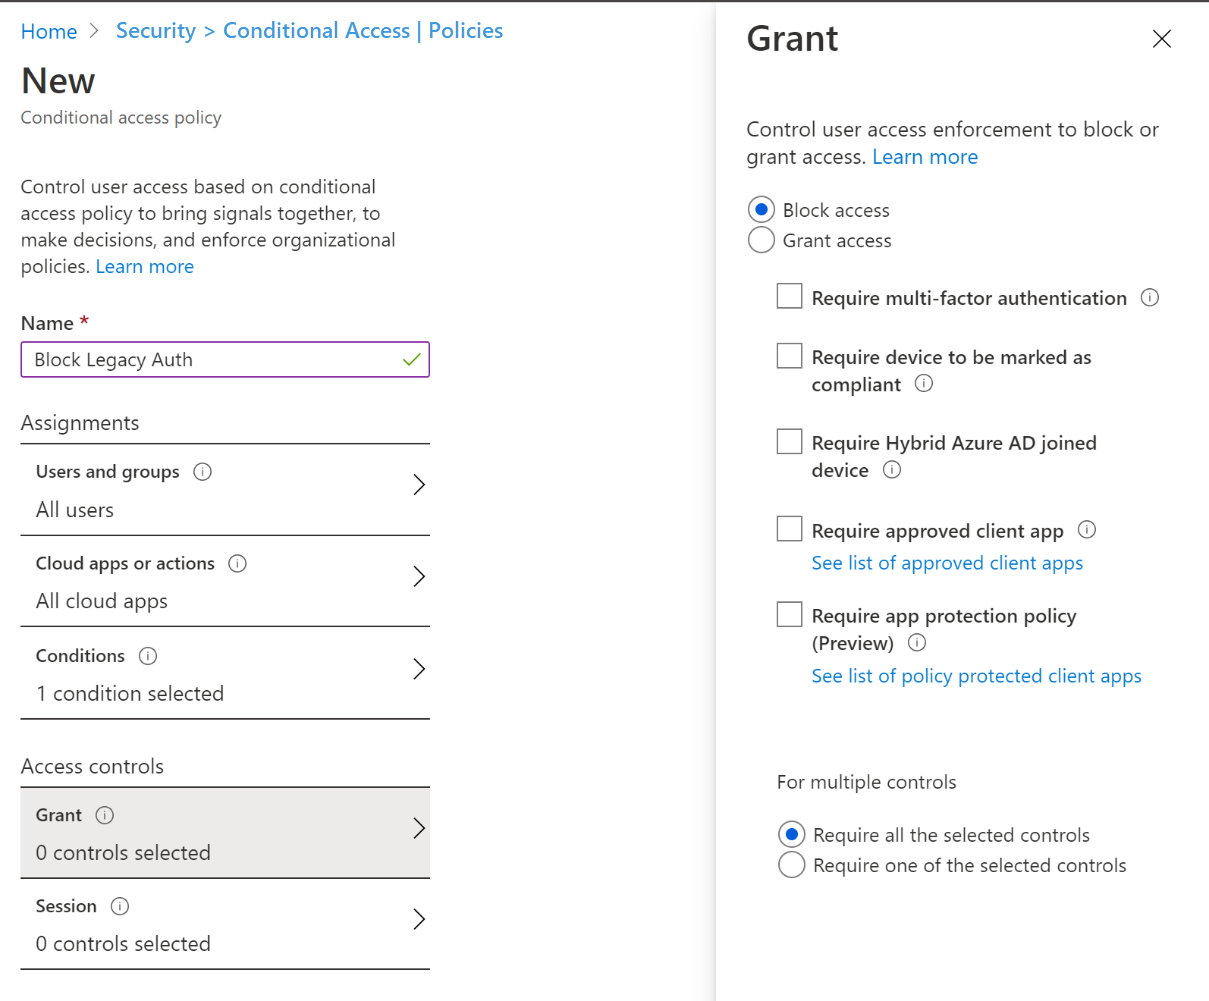 Home > Security > Conditional Access | Policies
New
Conditional access policy
Control user access based on conditional
access policy to bring signals together, to
make decisions, and enforce organizational
policies. Learn more
Name *
Block Legacy Auth
Assignments
Users and groups
All users
Cloud apps or actions
All cloud apps
Conditions
1 condition selected
Access controls
Grant
0 controls selected
Session
0 controls selected
Grant
Control user access enforcement to block or
grant access. Learn more
Block access
Grant access
Require multi-factor authentication
Require device to be marked as
compliant
Require Hybrid Azure AD joined
device
Require approved client app
See list of approved client apps
Require app protection policy
(Preview)
See list of policy protected client apps
For multiple controls
Require all the selected controls
Require one of the selected controls